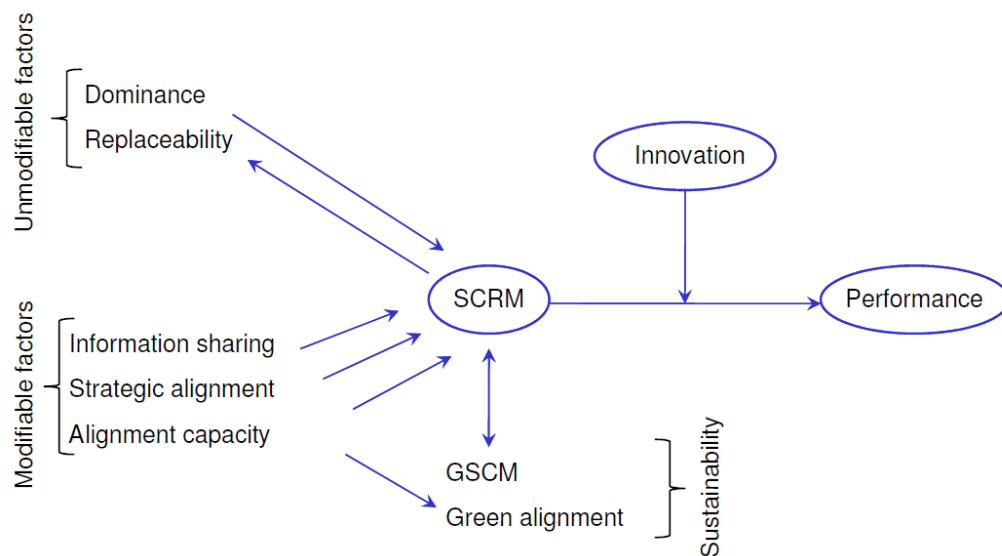 Unmodifiable factors
Dominance
Replaceability
Innovation
SCRM
Performance
Modifiable factors
Information sharing
Strategic alignment
Alignment capacity
GSCM
Green alignment
Sustainability